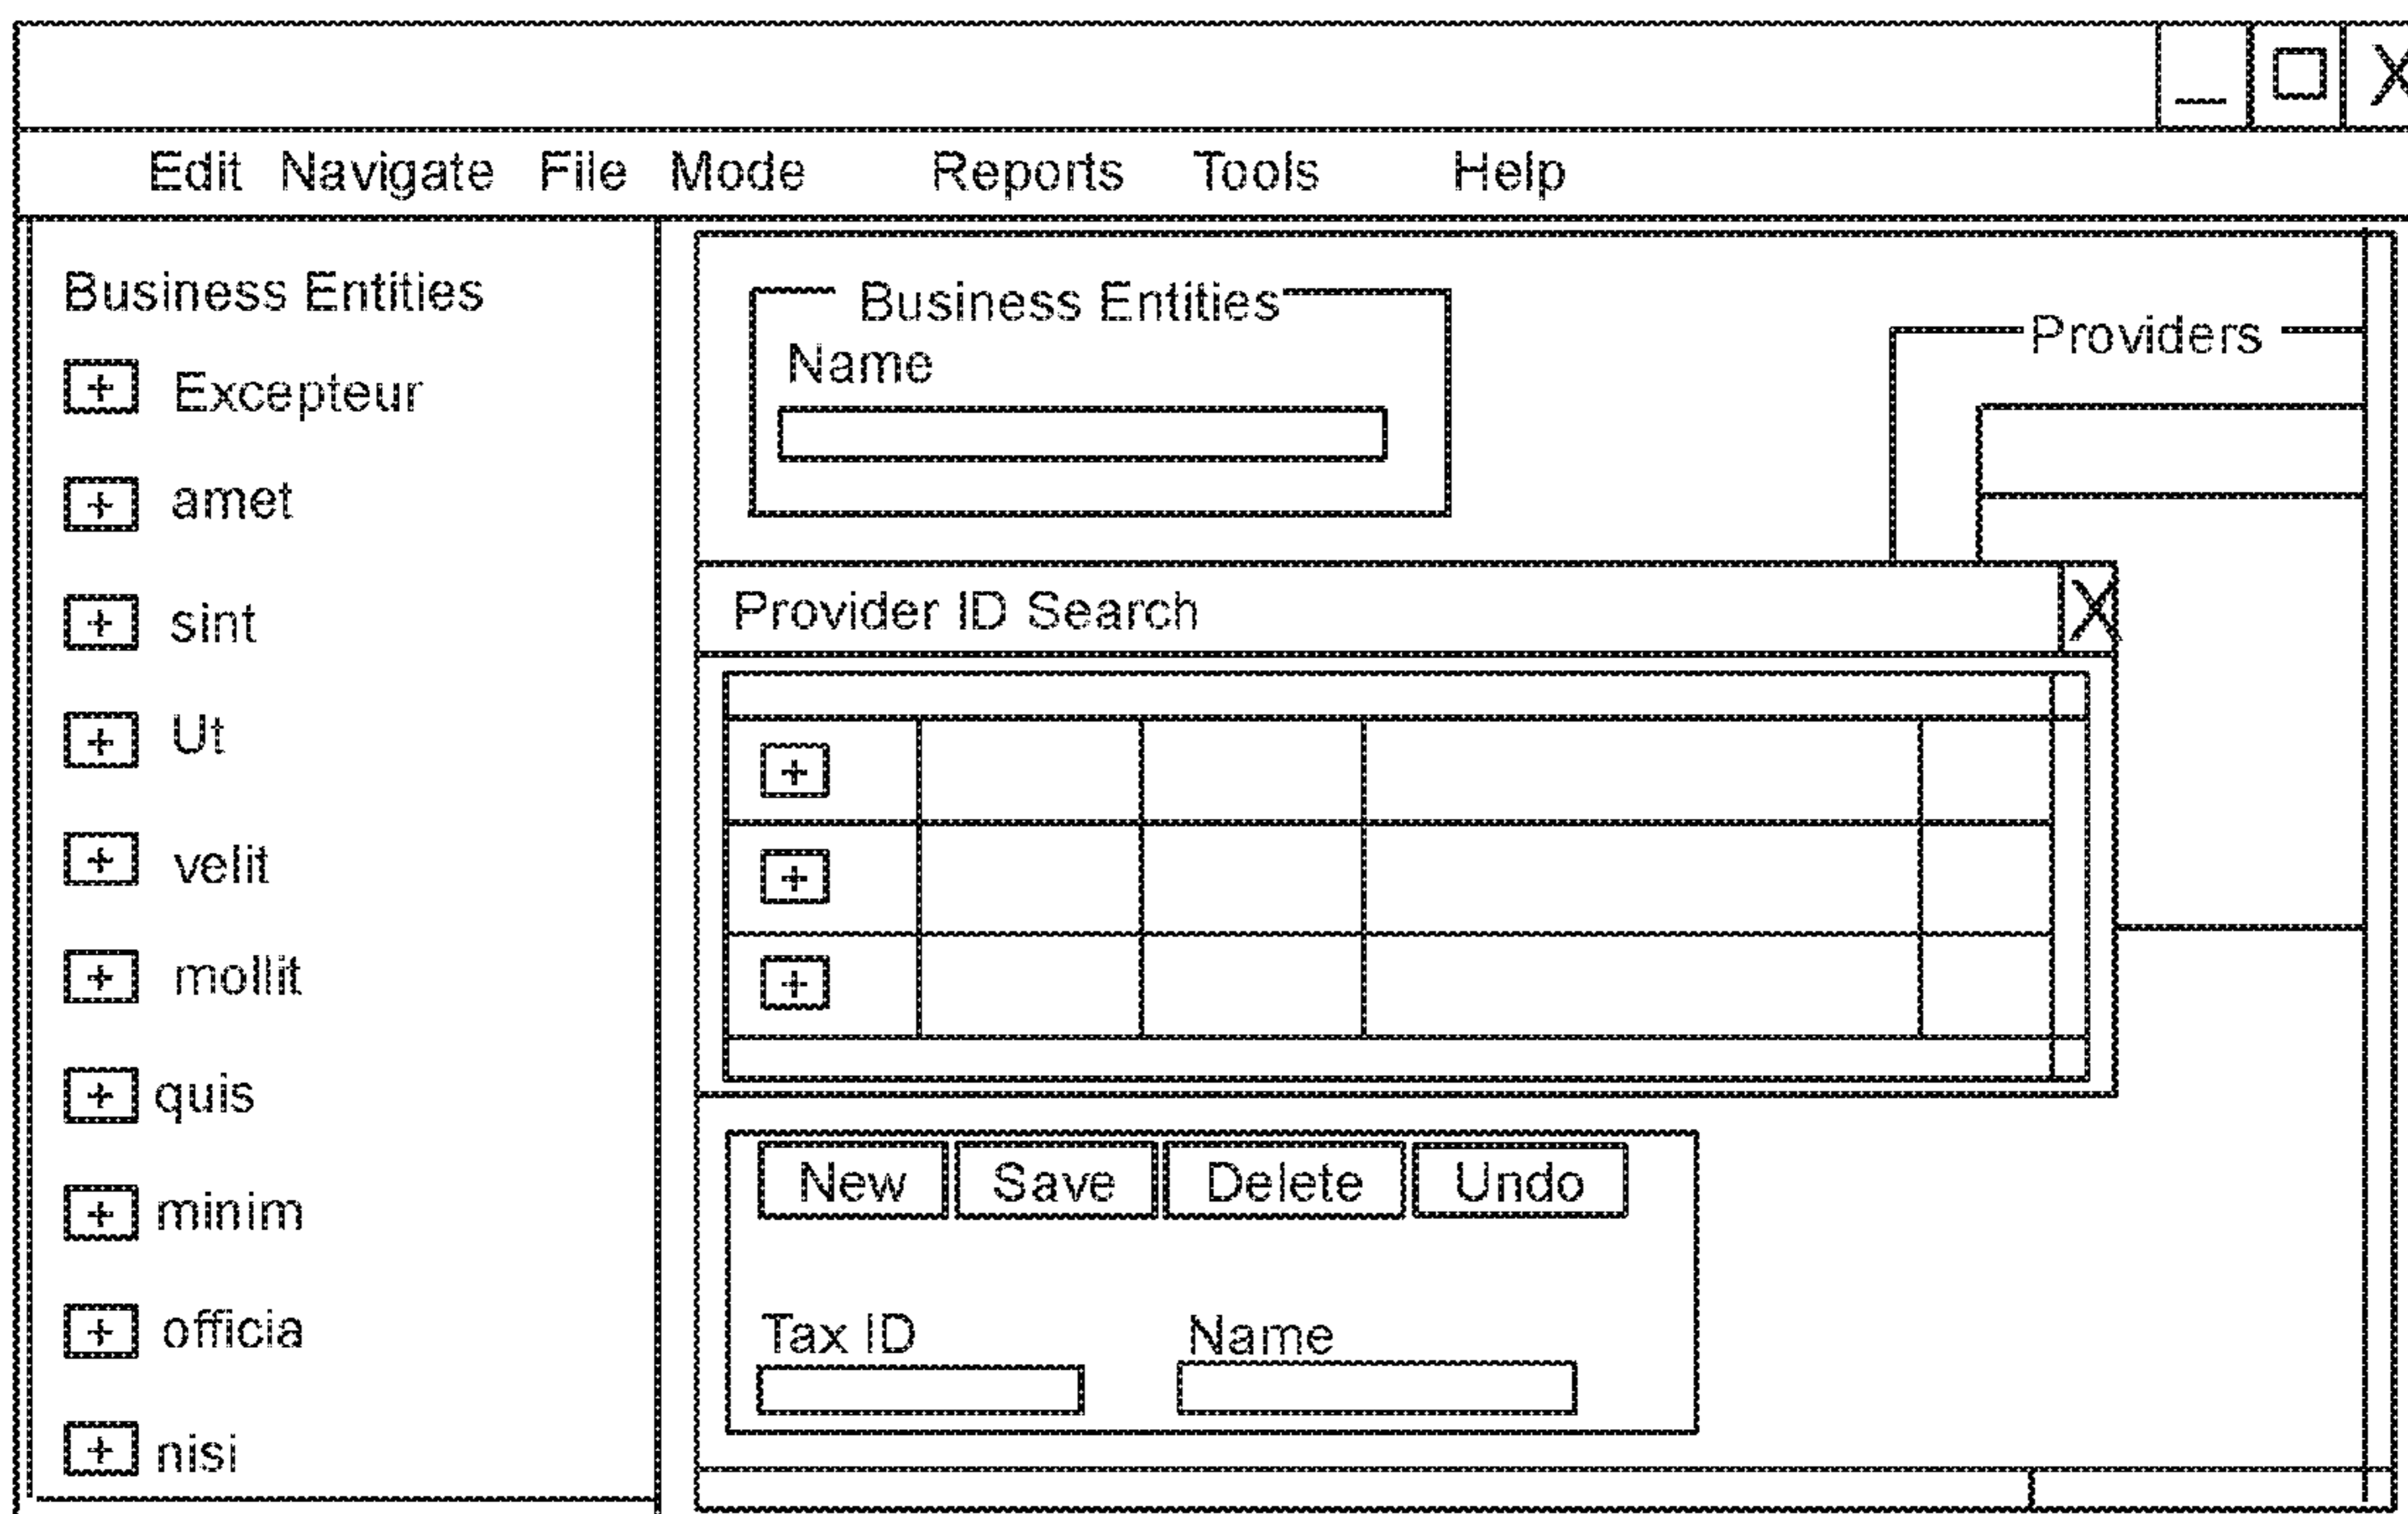 Edit Navigate File Mode Reports Tools Help
Business Entities
+ Excepteur
+ amet
+ sint
+ Ut
+ velit
+ mollit
+ quis
+ minim
+ officia
+ nisi
Business Entities
Name
Providers
Provider ID Search
X
+
+
+
New Save Delete Undo
Tax ID Name